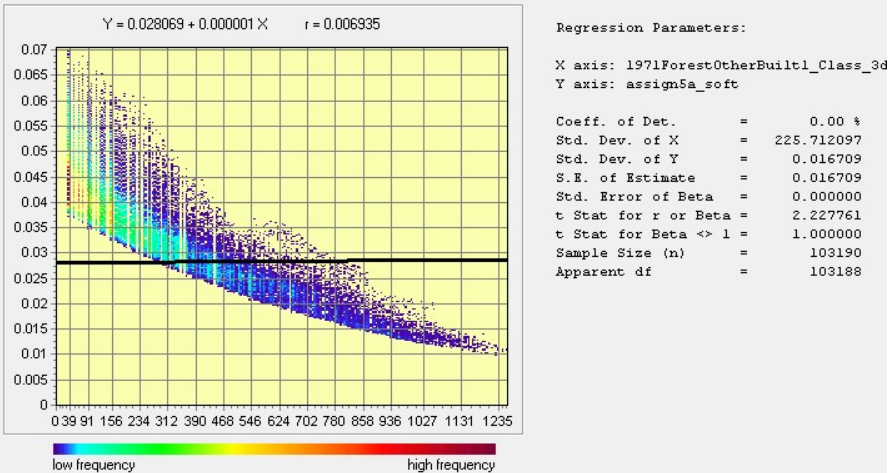 Y = 0.028069 + 0.000001 X r = 0.006935
0.07
0.065
0.06
0.055
0.05
0.045
0.04
0.035
0.03
0.025
0.02
0.015
0.01
0.005
0
0 39 91 156 234 312 390 468 546 624 702 780 858 936 1027 1131 1235
low frequency high frequency
Regression Parameters:
X axis: 1971ForestOtherBuilt1_Class_3d
Y axis: assign5a_soft
Coeff. of Det. = 0.00 %
Std. Dev. of X = 225.712097
Std. Dev. of Y = 0.016709
S.E. of Estimate = 0.016709
Std. Error of Beta = 0.000000
t Stat for r or Beta = 2.227761
t Stat for Beta <> 1 = 1.000000
Sample Size (n) = 103190
Apparent df = 103188